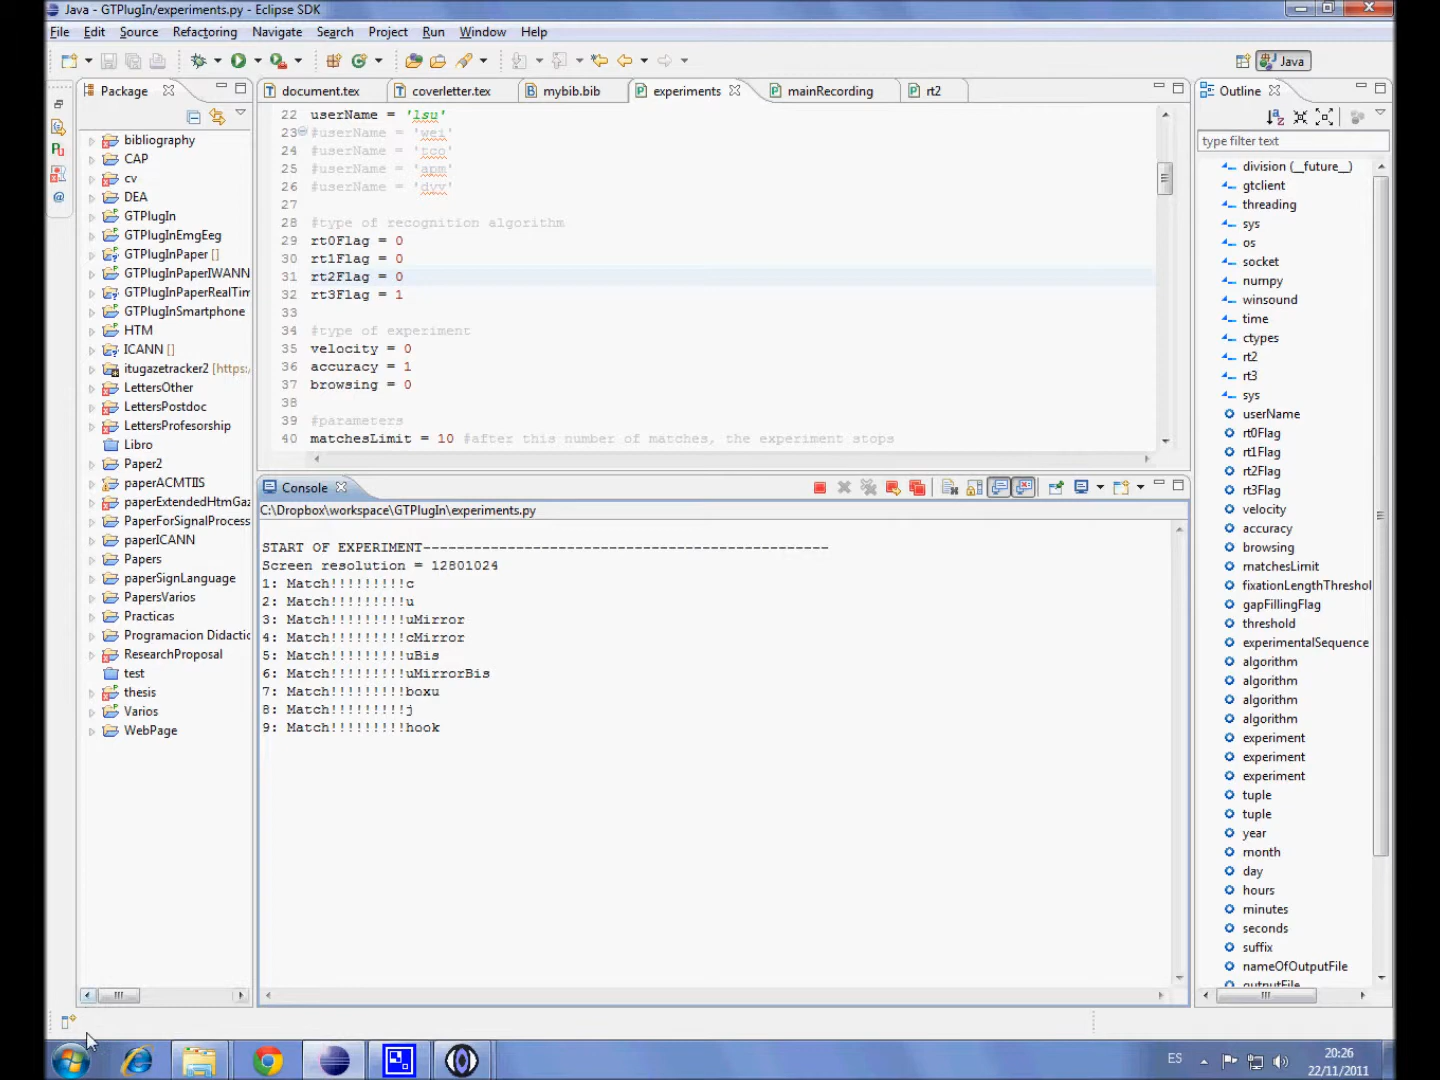 Java - GTPlugIn/experiments.py - Eclipse SDK
File Edit Source Refactoring Navigate Search Project Run Window Help
Java
Package
bibliography
CAP
cv
DEA
GTPlugIn
GTPlugInEmgEeg
GTPlugInPaper []
GTPlugInPaperIWANN
GTPlugInPaperRealTim
GTPlugInSmartphone
HTM
ICANN []
itugazetracker2 [https:/
LettersOther
LettersPostdoc
LettersProfesorship
Libro
Paper2
paperACMTIIS
paperExtendedHtmGaz
PaperForSignalProcess
paperICANN
Papers
paperSignLanguage
PapersVarios
Practicas
Programacion Didactic
ResearchProposal
test
thesis
Varios
WebPage
document.tex coverletter.tex mybib.bib experiments mainRecording rt2
22 userName = 'lsu'
23 #userName = 'wei'
24 #userName = 'tco'
25 #userName = 'apm'
26 #userName = 'dvv'
27
28 #type of recognition algorithm
29 rt0Flag = 0
30 rt1Flag = 0
31 rt2Flag = 0
32 rt3Flag = 1
33
34 #type of experiment
35 velocity = 0
36 accuracy = 1
37 browsing = 0
38
39 #parameters
40 matchesLimit = 10 #after this number of matches, the experiment stops
Console
C:\Dropbox\workspace\GTPlugIn\experiments.py
START OF EXPERIMENT------------------------------------------------
Screen resolution = 12801024
1: Match!!!!!!!!!c
2: Match!!!!!!!!!u
3: Match!!!!!!!!!uMirror
4: Match!!!!!!!!!cMirror
5: Match!!!!!!!!!uBis
6: Match!!!!!!!!!uMirrorBis
7: Match!!!!!!!!!boxu
8: Match!!!!!!!!!j
9: Match!!!!!!!!!hook
Outline
type filter text
division (__future__)
gtclient
threading
sys
os
socket
numpy
winsound
time
ctypes
rt2
rt3
sys
userName
rt0Flag
rt1Flag
rt2Flag
rt3Flag
velocity
accuracy
browsing
matchesLimit
fixationLengthThreshol
gapFillingFlag
threshold
experimentalSequence
algorithm
algorithm
algorithm
algorithm
experiment
experiment
experiment
tuple
tuple
year
month
day
hours
minutes
seconds
suffix
nameOfOutputFile
outputFile
ES
20:26
22/11/2011